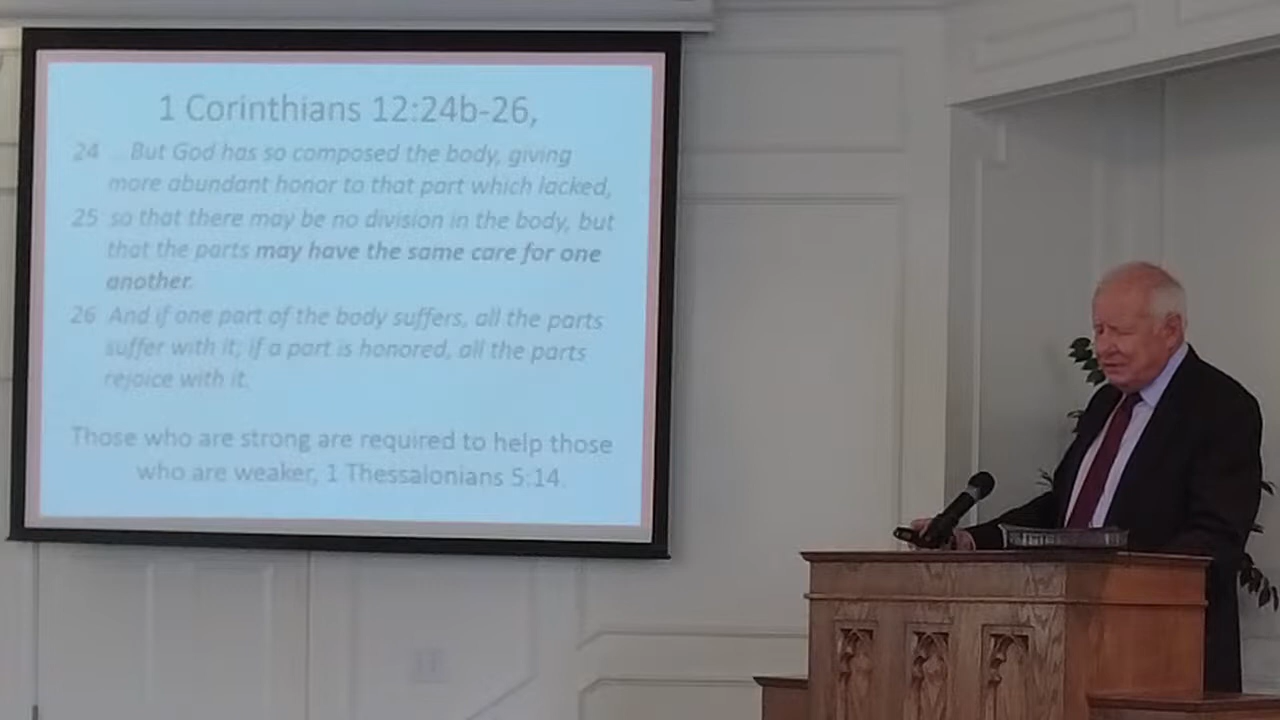 1 Corinthians 12:24b-26,
24 ...But God has so composed the body, giving
more abundant honor to that part which lacked,
25 so that there may be no division in the body, but
that the parts may have the same care for one
another.
26 And if one part of the body suffers, all the parts
suffer with it; if a part is honored, all the parts
rejoice with it.
Those who are strong are required to help those
who are weaker, 1 Thessalonians 5:14.